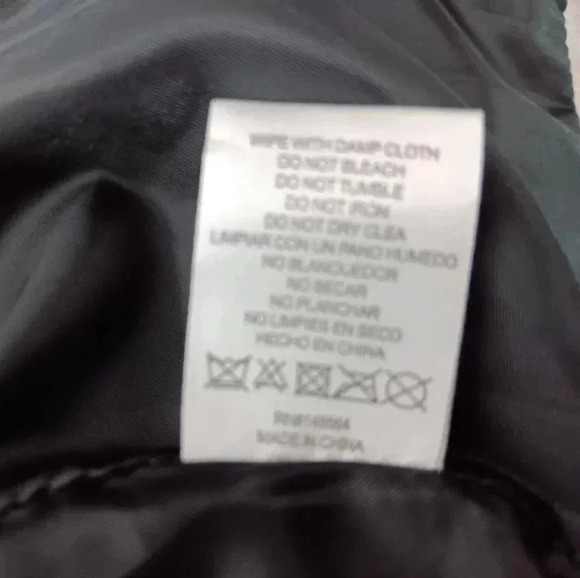 WIPE WITH DAMP CLOTH
DO NOT BLEACH
DO NOT TUMBLE
DO NOT IRON
DO NOT DRY CLEA
LIMPIAR CON UN PANO HUMEDO
NO BLANQUEDOR
NO SECAR
NO PLANCHAR
NO LIMPIES EN SECO
HECHO EN CHINA
MADE IN CHINA